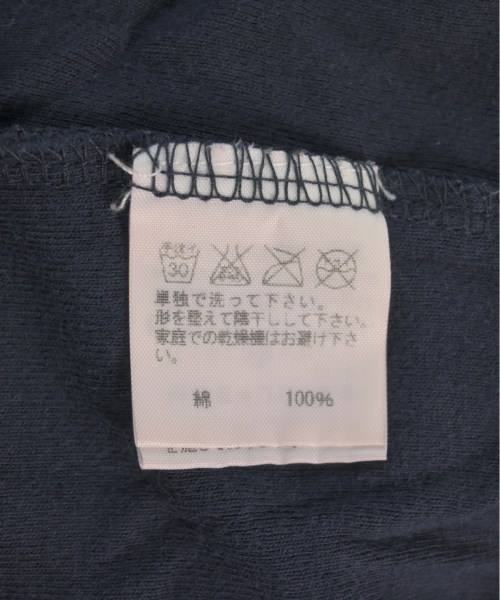 手洗イ
30
単独で洗って下さい。
形を整えて陰干しして下さい。
家庭での乾燥機はお避け下さ
い。
綿 100%